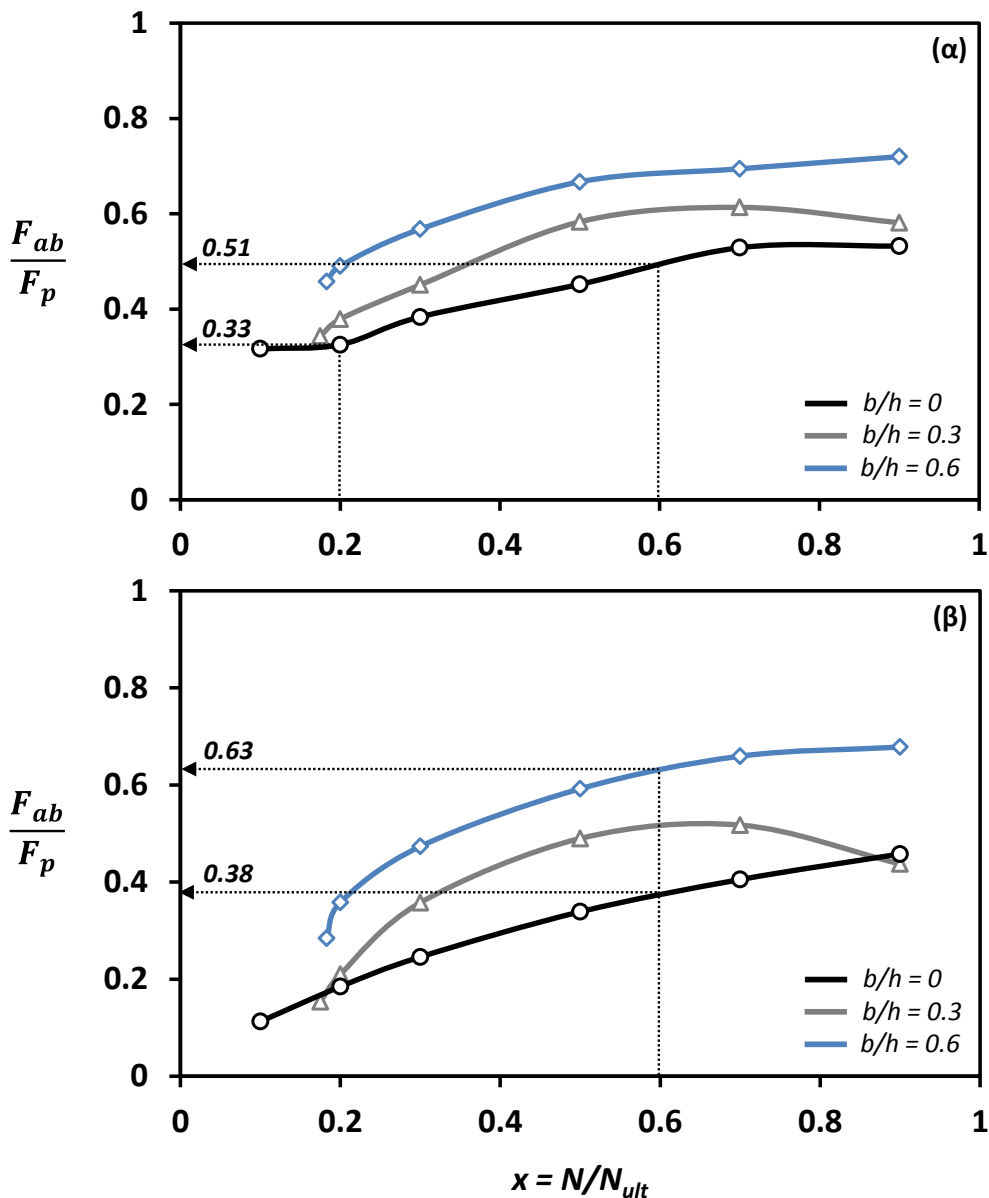 1
(α)
0.8
0.6
F_ab
F_p
0.51
0.4
0.33
0.2
b/h = 0
b/h = 0.3
b/h = 0.6
0
0 0.2 0.4 0.6 0.8 1
1
(β)
0.8
0.63
0.6
F_ab
F_p
0.4
0.38
0.2
b/h = 0
b/h = 0.3
b/h = 0.6
0
0 0.2 0.4 0.6 0.8 1
x = N/N_ult